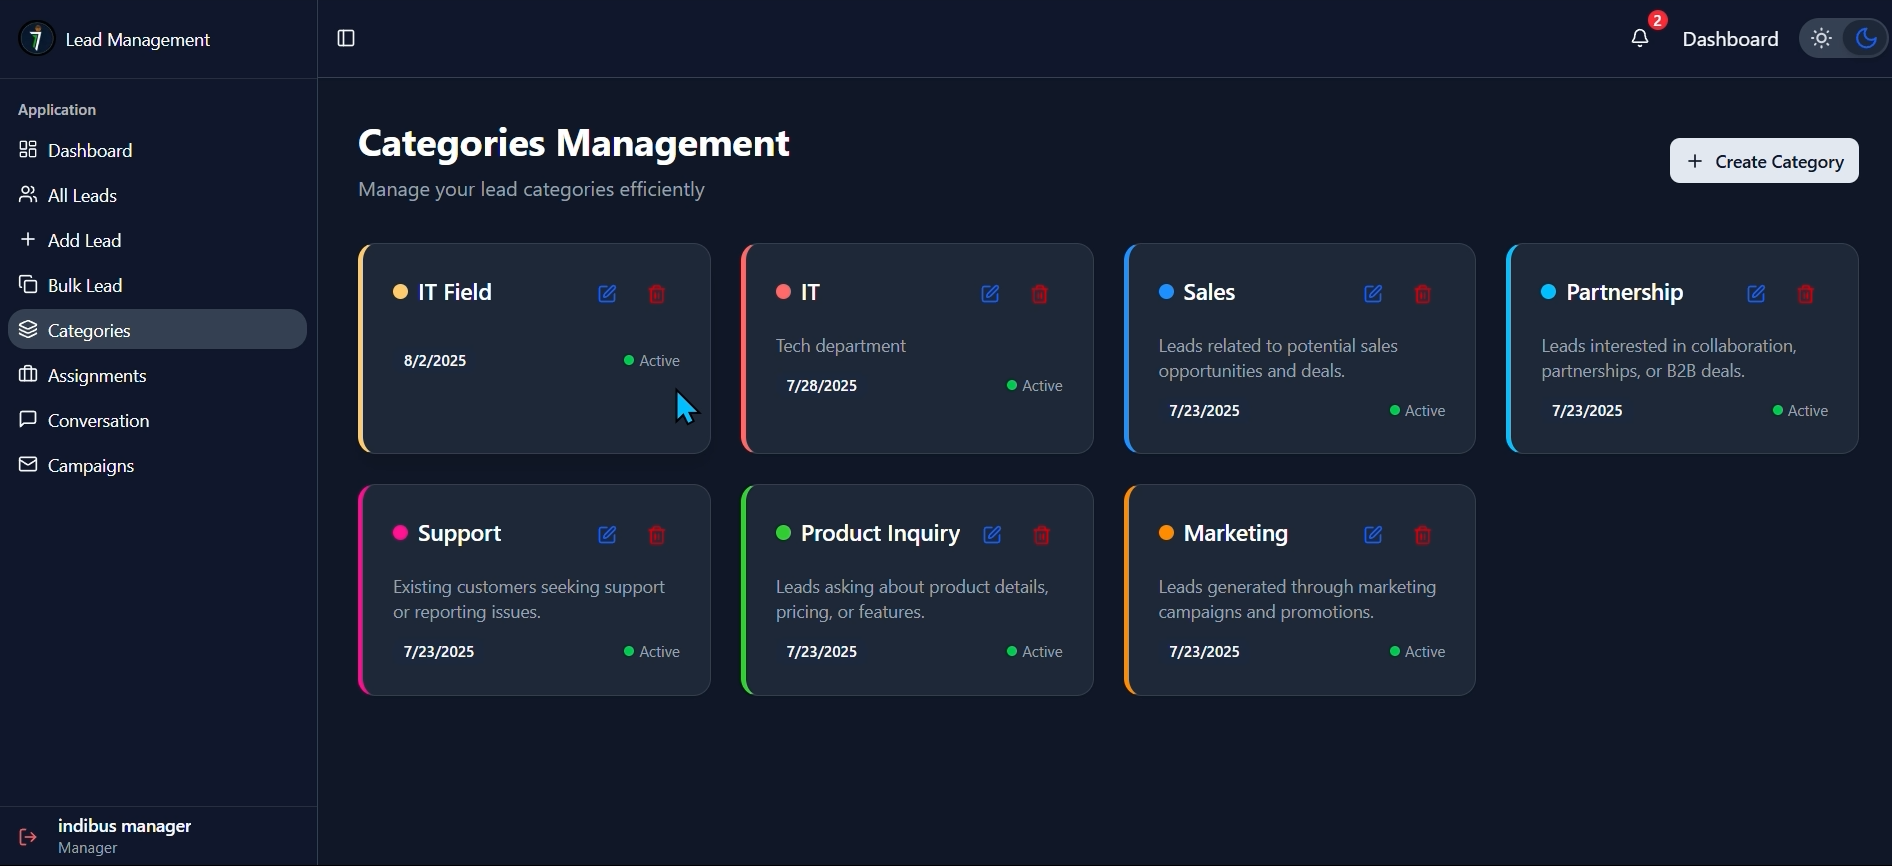 Lead Management
2
Dashboard
Application
Dashboard
All Leads
Add Lead
Bulk Lead
Categories
Assignments
Conversation
Campaigns
indibus manager
Manager
Categories Management
Manage your lead categories efficiently
Create Category
IT Field
8/2/2025
Active
IT
Tech department
7/28/2025
Active
Sales
Leads related to potential sales
opportunities and deals.
7/23/2025
Active
Partnership
Leads interested in collaboration,
partnerships, or B2B deals.
7/23/2025
Active
Support
Existing customers seeking support
or reporting issues.
7/23/2025
Active
Product Inquiry
Leads asking about product details,
pricing, or features.
7/23/2025
Active
Marketing
Leads generated through marketing
campaigns and promotions.
7/23/2025
Active